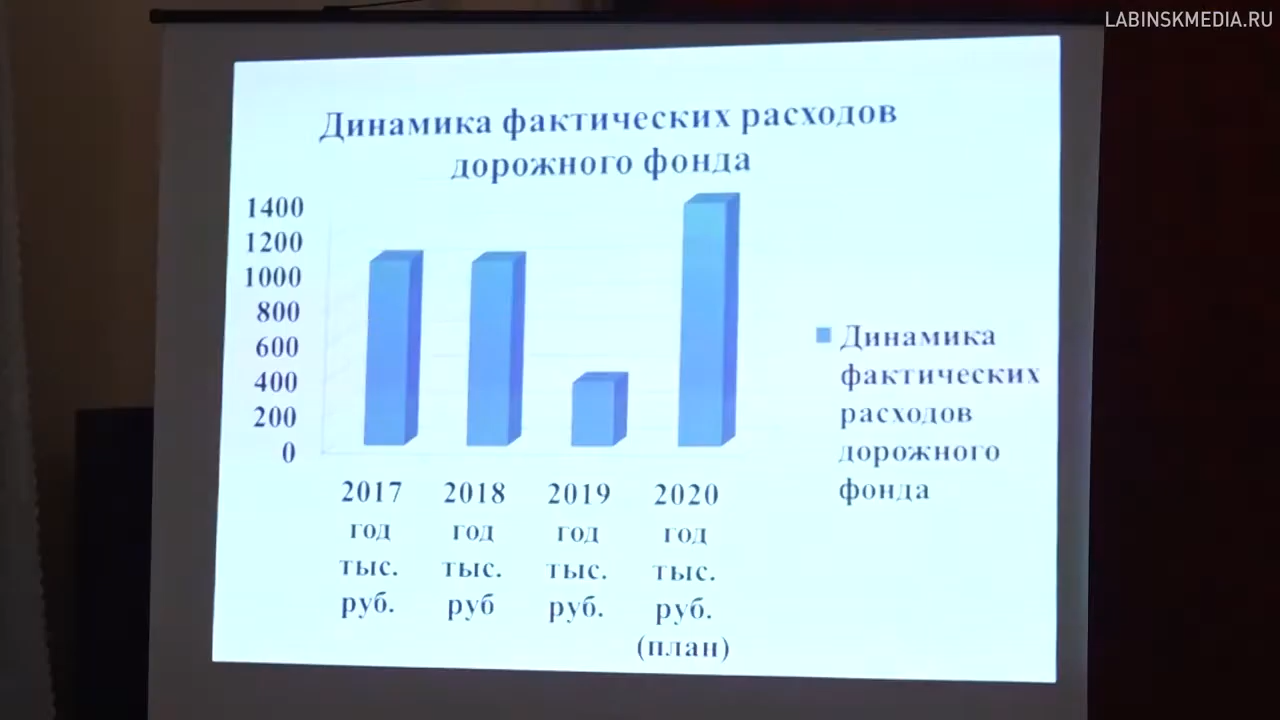 LABINSKMEDIA.RU
Динамика фактических расходов
дорожного фонда
1400
1200
1000
800
600
400
200
0
2017
год
тыс.
руб.
2018
год
тыс.
руб
2019
год
тыс.
руб.
2020
год
тыс.
руб.
(план)
Динамика
фактических
расходов
дорожного
фонда